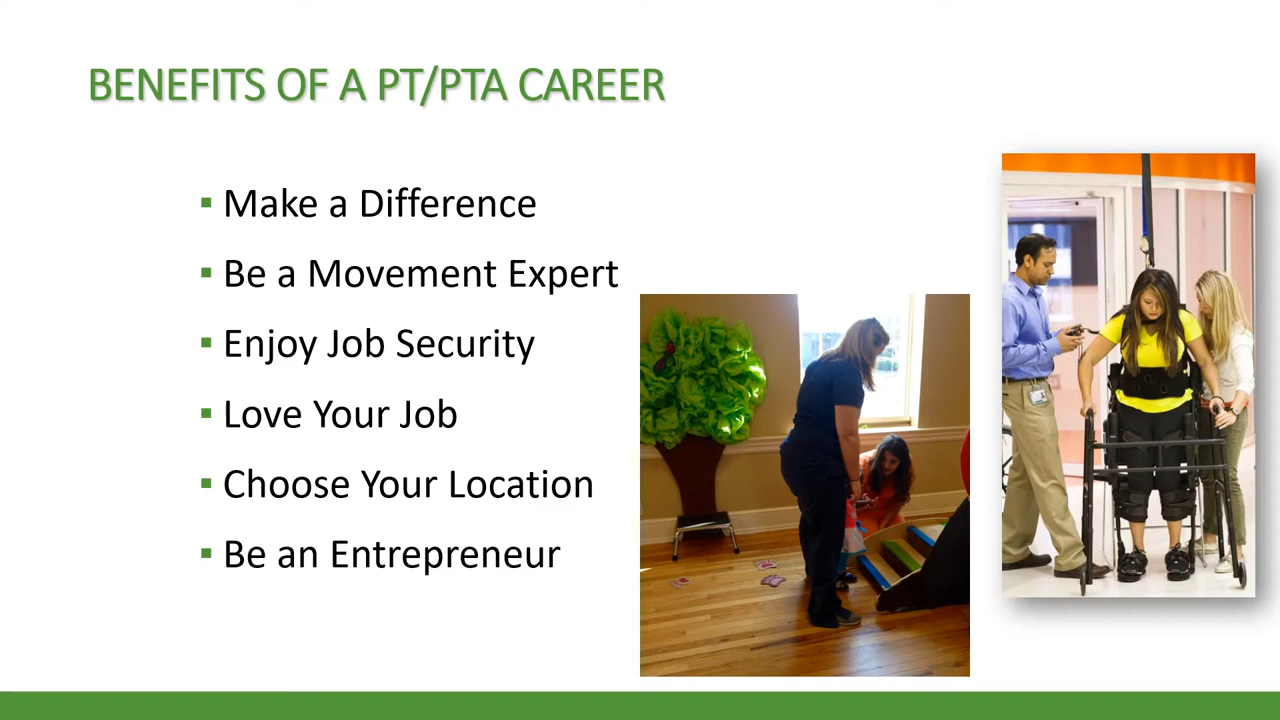 BENEFITS OF A PT/PTA CAREER
▪ Make a Difference
▪ Be a Movement Expert
▪ Enjoy Job Security
▪ Love Your Job
▪ Choose Your Location
▪ Be an Entrepreneur